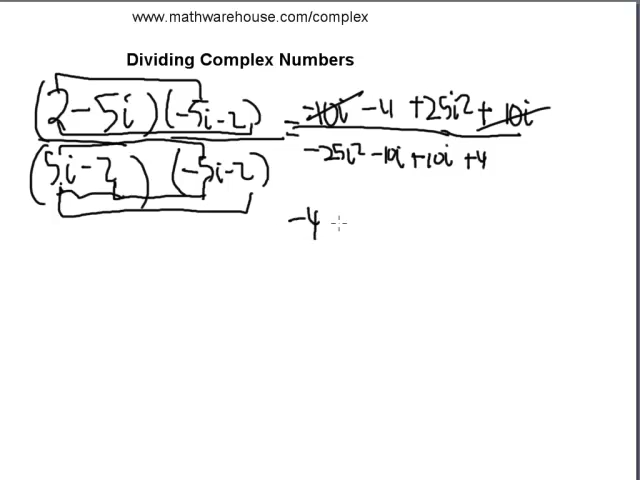 www.mathwarehouse.com/complex
Dividing Complex Numbers
(2 - 5i)(-5i - 2) = -10i - 4 + 25i2 + 10i
(5i - 2) (-5i - 2) -25i² - 10i + 10i + 4
-4